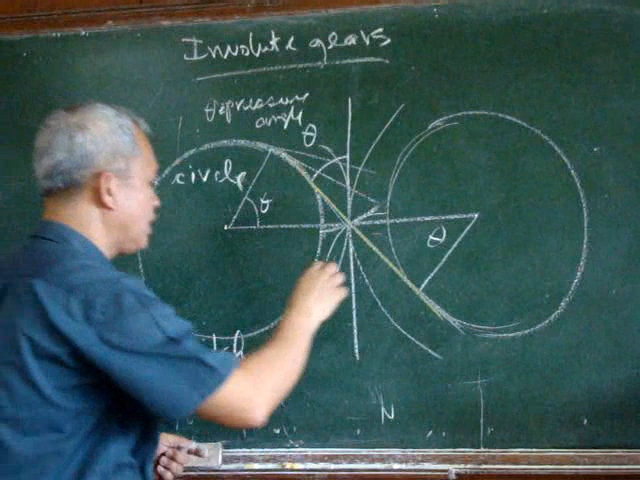 Involute gears
θ pressure
angle
θ
circle
θ
θ
N